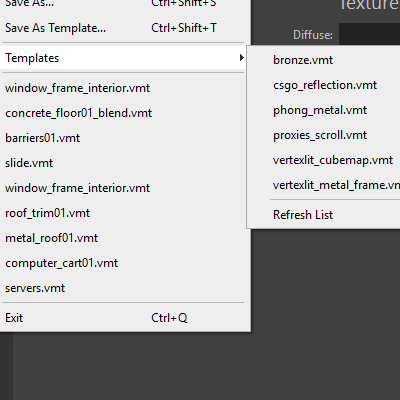 Save As... Ctrl+Shift+S
Save As Template... Ctrl+Shift+T
Templates
window_frame_interior.vmt
concrete_floor01_blend.vmt
barriers01.vmt
slide.vmt
window_frame_interior.vmt
roof_trim01.vmt
metal_roof01.vmt
computer_cart01.vmt
servers.vmt
Exit Ctrl+Q
Texture
Diffuse:
bronze.vmt
csgo_reflection.vmt
phong_metal.vmt
proxies_scroll.vmt
vertexlit_cubemap.vmt
vertexlit_metal_frame.vm
Refresh List